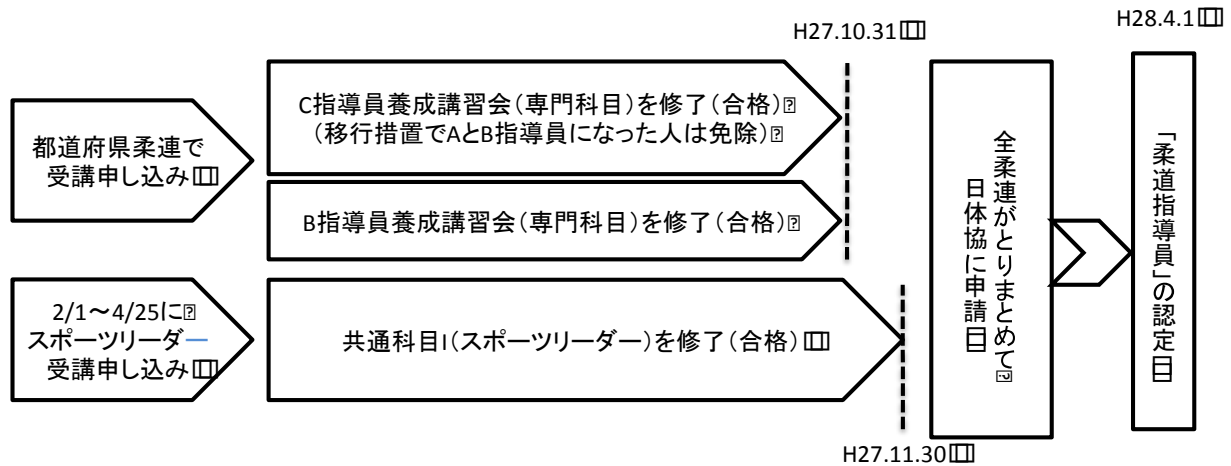 H28.4.1
H27.10.31
都道府県柔連で
受講申し込み
C指導員養成講習会(専門科目)を修了(合格)
(移行措置でAとB指導員になった人は免除)
B指導員養成講習会(専門科目)を修了(合格)
2/1～4/25に
スポーツリーダー
受講申し込み
共通科目I(スポーツリーダー)を修了(合格)
H27.11.30
全柔連がとりまとめて
日体協に申請
「柔道指導員」の認定